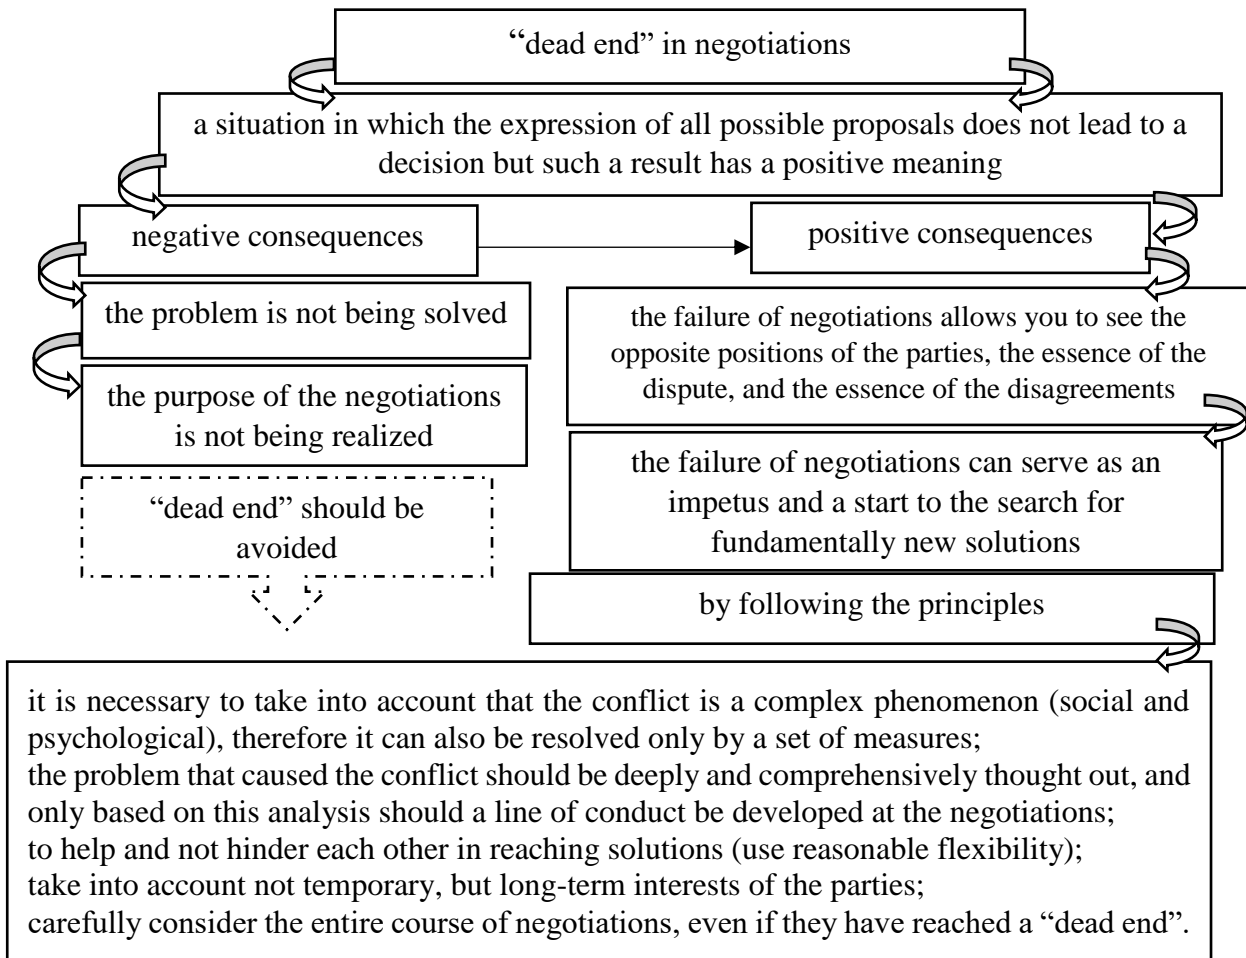 “dead end” in negotiations
a situation in which the expression of all possible proposals does not lead to a
decision but such a result has a positive meaning
negative consequences
positive consequences
the problem is not being solved
the purpose of the negotiations
is not being realized
“dead end” should be
avoided
the failure of negotiations allows you to see the
opposite positions of the parties, the essence of the
dispute, and the essence of the disagreements
the failure of negotiations can serve as an
impetus and a start to the search for
fundamentally new solutions
by following the principles
it is necessary to take into account that the conflict is a complex phenomenon (social and
psychological), therefore it can also be resolved only by a set of measures;
the problem that caused the conflict should be deeply and comprehensively thought out, and
only based on this analysis should a line of conduct be developed at the negotiations;
to help and not hinder each other in reaching solutions (use reasonable flexibility);
take into account not temporary, but long-term interests of the parties;
carefully consider the entire course of negotiations, even if they have reached a “dead end”.